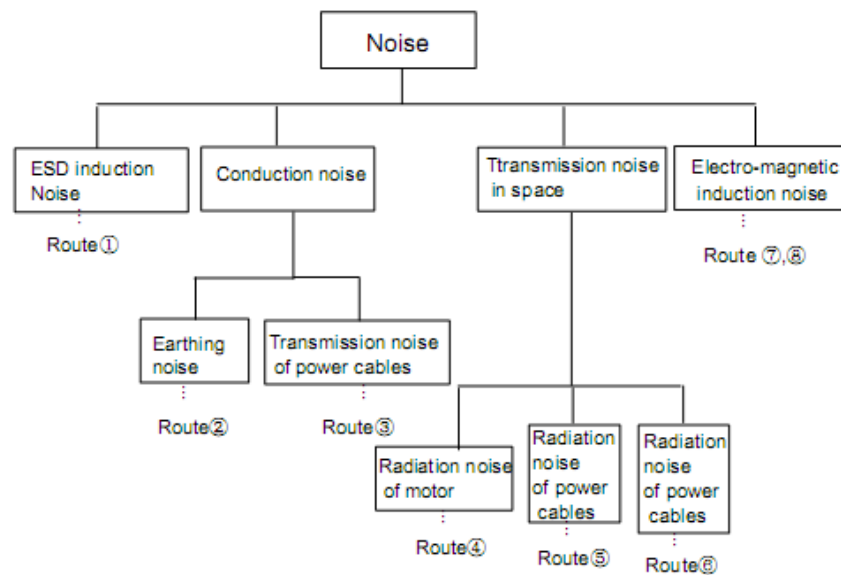 Noise
ESD induction
Noise
Route①
Conduction noise
Ttransmission noise
in space
Electro-magnetic
induction noise
Route ⑦,⑧
Earthing
noise
Route②
Transmission noise
of power cables
Route③
Radiation noise
of motor
Route④
Radiation
noise
of power
cables
Route⑤
Radiation
noise
of power
cables
Route⑥